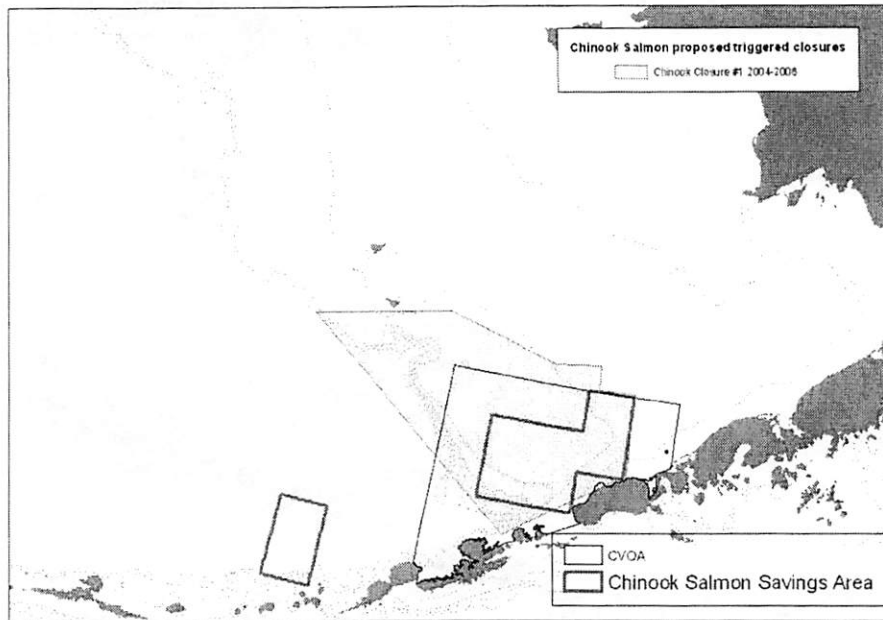 Chinook Salmon proposed triggered closures
Chinook Closure #1 2004-2006
CVOA
Chinook Salmon Savings Area